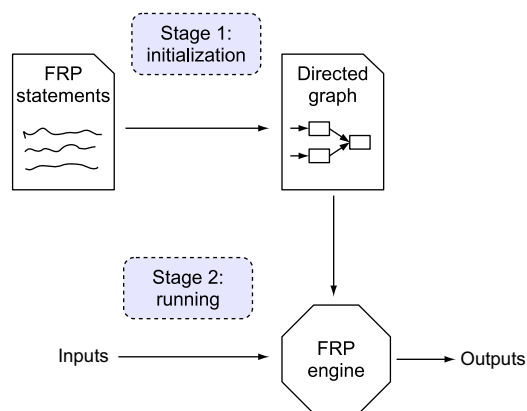 Stage 1:
initialization
FRP
statements
Directed
graph
Stage 2:
running
Inputs
FRP
engine
Outputs